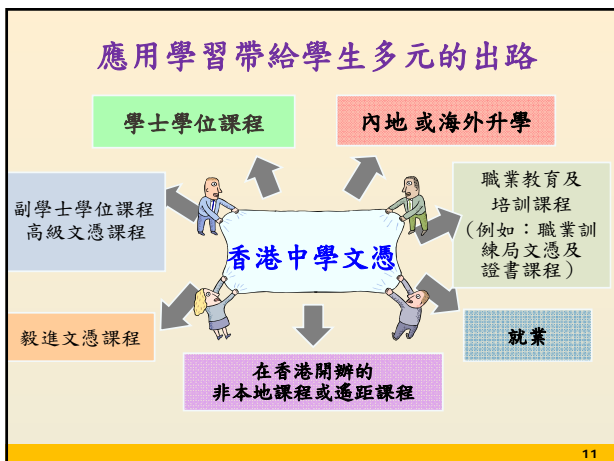 應用學習帶給學生多元的出路
學士學位課程
內地 或海外升學
副學士學位課程
高級文憑課程
職業教育及
培訓課程
（例如：職業訓
練局文憑及
證書課程）
香港中學文憑
毅進文憑課程
就業
在香港開辦的
非本地課程或遙距課程
11